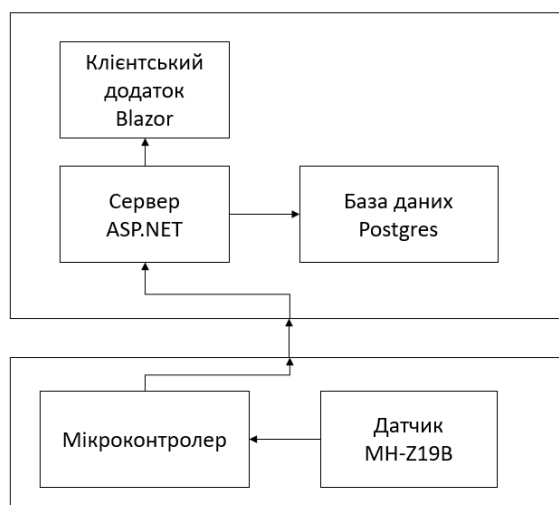 Клієнтський
додаток
Blazor
Сервер
ASP.NET
База даних
Postgres
Мікроконтролер
Датчик
MH-Z19B